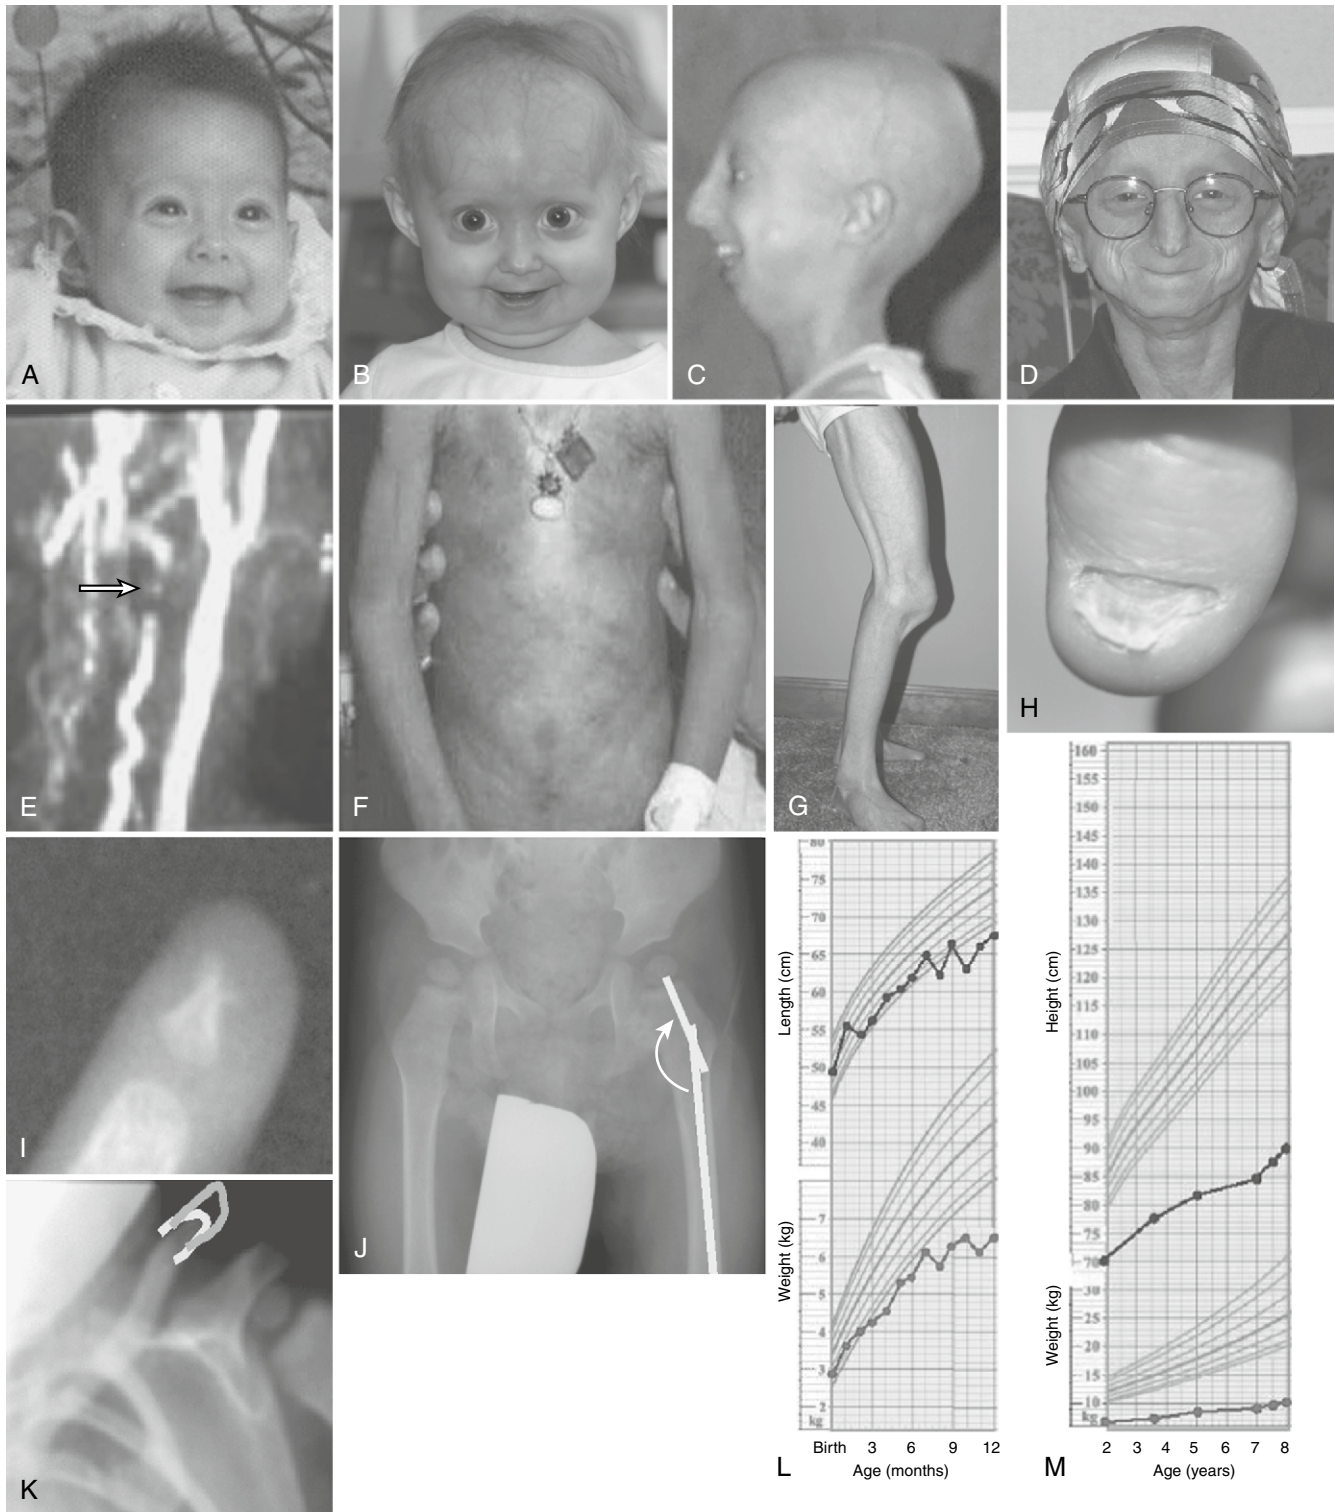 A
B
C
D
E
F
G
H
I
J
K
80
75
70
65
60
55
50
45
40
Length (cm)
7
6
5
4
3
2
kg
Weight (kg)
Birth 3 6 9 12
L Age (months)
160
155
150
145
140
135
130
125
120
115
110
105
100
95
90
85
80
75
70
Height (cm)
30
25
20
15
10
kg
Weight (kg)
2 3 4 5 6 7 8
M Age (years)